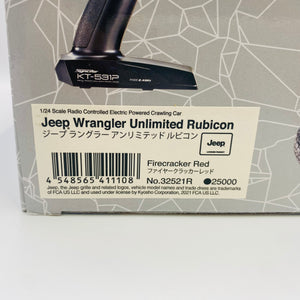 KT-531P
1/24 Scale Radio Controlled Electric Powered Crawling Car
Jeep Wrangler Unlimited Rubicon
ジープ ラングラー アンリミテッド ルビコン
Jeep
Firecracker Red
ファイヤークラッカーレッド
4 548565 411108
No.32521R ●25000
Jeep, the Jeep grille and related logos, vehicle model names and trade dress are trademarks of
FCA US LLC and used under license by Kyosho Corporation, 2021 FCA US LLC.